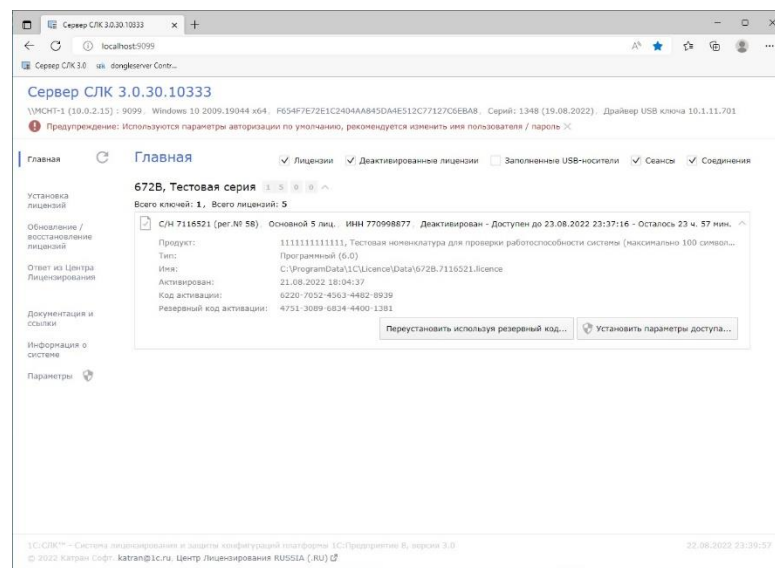 Сервер СЛК 3.0.30.10333
localhost:9099
Сервер СЛК 3.0 dongleserver Contr...
Сервер СЛК 3.0.30.10333
\\МСНТ-1 (10.0.2.15) : 9099, Windows 10 2009.19044 x64, F654F7E72E1C2404AA845DA4E512C77127C6EBA8, Серий: 1348 (19.08.2022), Драйвер USB ключа 10.1.11.701
Предупреждение: Используются параметры авторизации по умолчанию, рекомендуется изменить имя пользователя / пароль
Главная
Главная
Лицензии Деактивированные лицензии Заполненные USB-носители Сеансы Соединения
Установка лицензий
Обновление / восстановление лицензий
Ответ из Центра Лицензирования
Документация и ссылки
Информация о системе
Параметры
672B, Тестовая серия 1 5 0 0
Всего ключей: 1, Всего лицензий: 5
С/Н 7116521 (рег.№ 58), Основной 5 лиц., ИНН 770998877, Деактивирован - Доступен до 23.08.2022 23:37:16 - Осталось 23 ч. 57 мин.
Продукт: 1111111111111, Тестовая номенклатура для проверки работоспособности системы (максимально 100 символ...
Тип: Программный (6.0)
Имя: C:\ProgramData\1C\Licence\Data\672B.7116521.licence
Активирован: 21.08.2022 18:04:37
Код активации: 6220-7052-4563-4482-8939
Резервный код активации: 4751-3089-6834-4400-1381
Переустановить используя резервный код... Установить параметры доступа...
1С:СЛК™ - Система лицензирования и защиты конфигураций платформы 1С:Предприятие 8, версия 3.0 22.08.2022 23:39:57
© 2022 Катран Софт, katran@1c.ru, Центр Лицензирования RUSSIA (.RU)